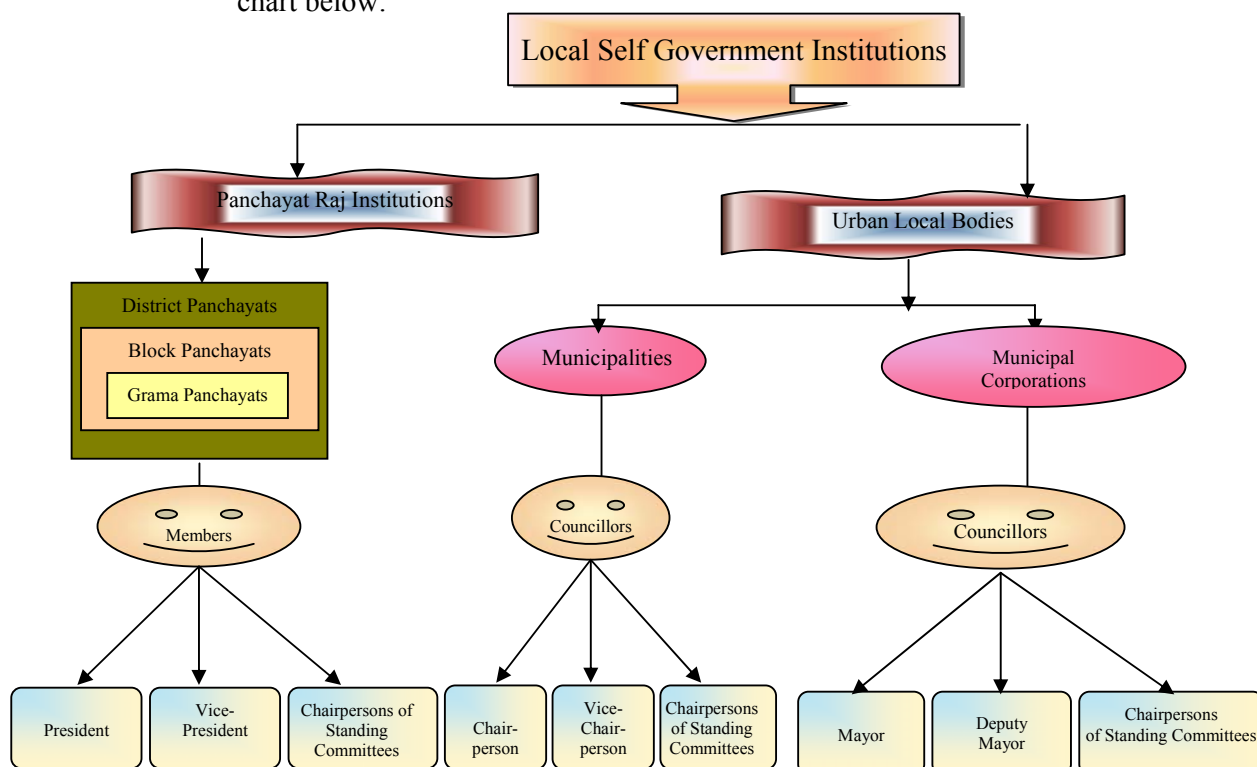 chart below.
Local Self Government Institutions
Panchayat Raj Institutions
Urban Local Bodies
District Panchayats
Block Panchayats
Grama Panchayats
Municipalities
Municipal
Corporations
Members
Councillors
Councillors
President
Vice-
President
Chairpersons of
Standing
Committees
Chair-
person
Vice-
Chair-
person
Chairpersons
of Standing
Committees
Mayor
Deputy
Mayor
Chairpersons
of Standing Committees